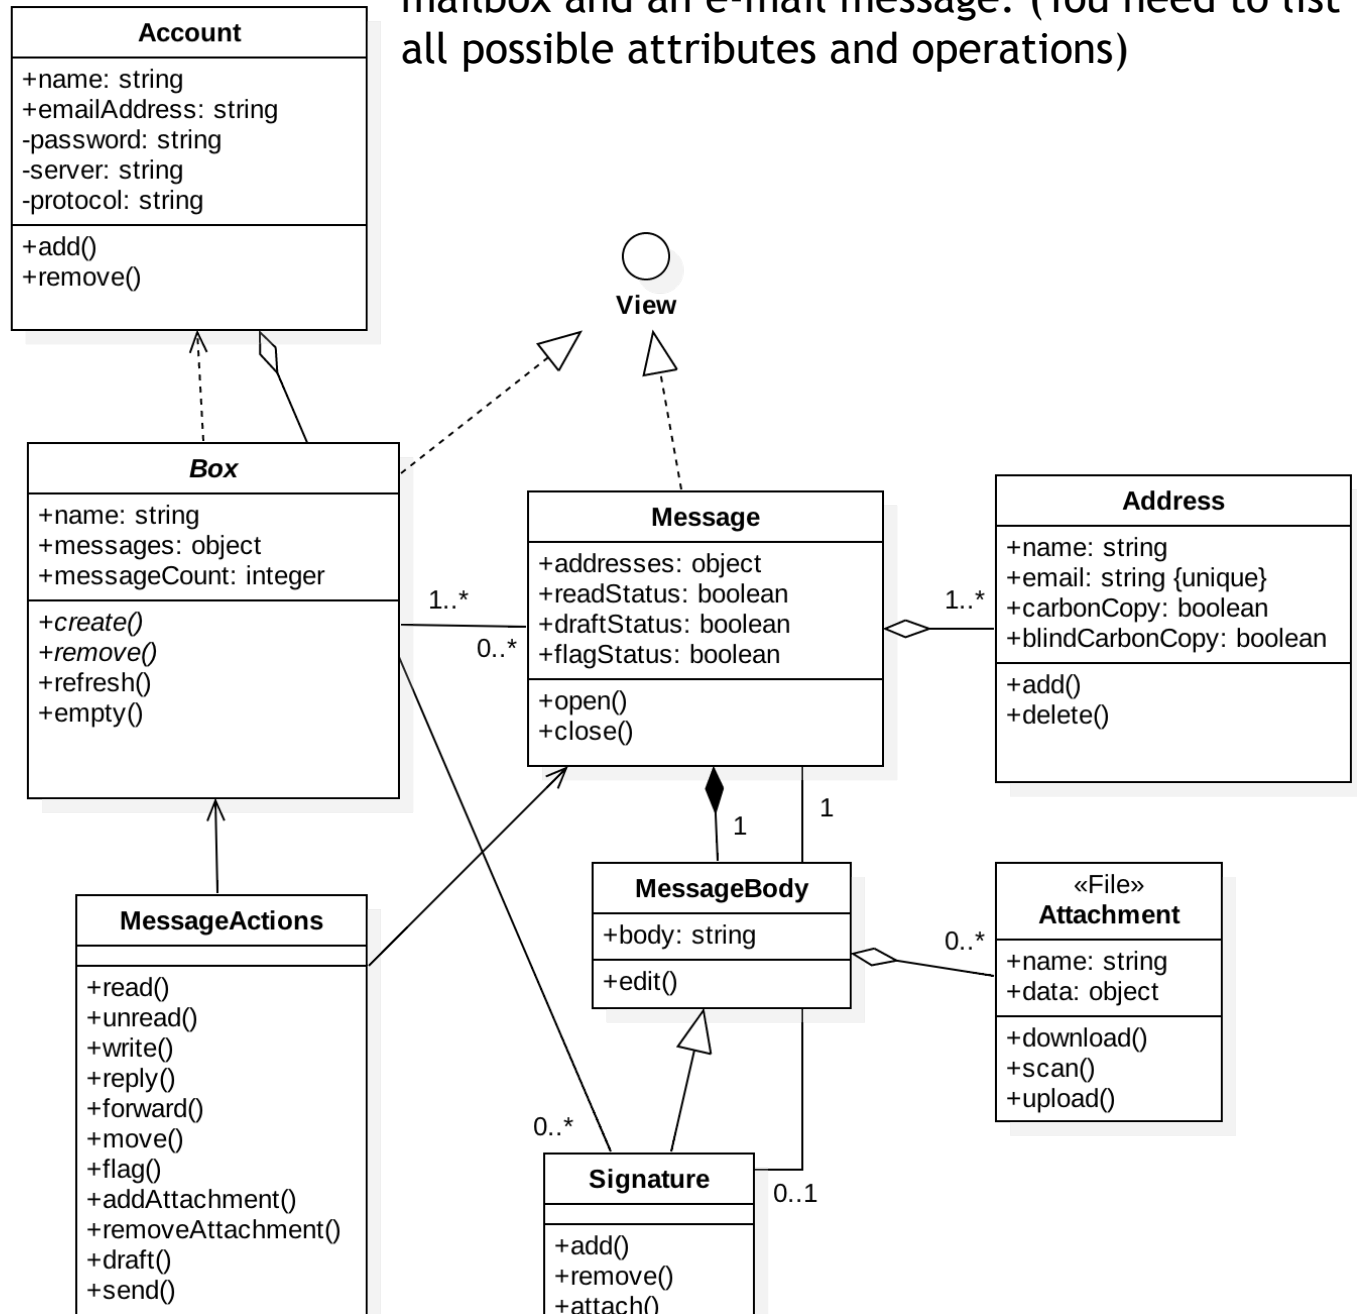 mailbox and an e-mail message. (You need to list
all possible attributes and operations)
Account
+name: string
+emailAddress: string
-password: string
-server: string
-protocol: string
+add()
+remove()
View
Box
+name: string
+messages: object
+messageCount: integer
+create()
+remove()
+refresh()
+empty()
1..*
0..*
Message
+addresses: object
+readStatus: boolean
+draftStatus: boolean
+flagStatus: boolean
+open()
+close()
1..*
Address
+name: string
+email: string {unique}
+carbonCopy: boolean
+blindCarbonCopy: boolean
+add()
+delete()
1
1
MessageActions
+read()
+unread()
+write()
+reply()
+forward()
+move()
+flag()
+addAttachment()
+removeAttachment()
+draft()
+send()
MessageBody
+body: string
+edit()
0..*
«File»
Attachment
+name: string
+data: object
+download()
+scan()
+upload()
0..*
0..1
Signature
+add()
+remove()
+attach()